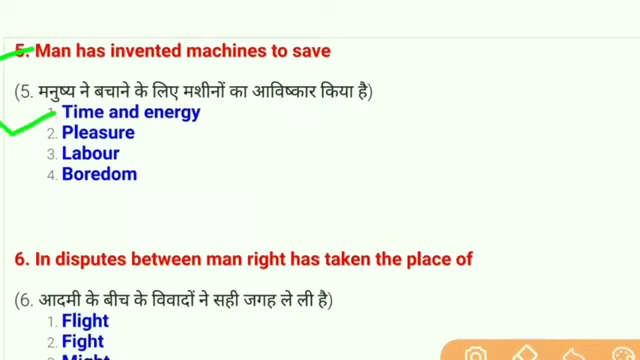 5. Man has invented machines to save
(5. मनुष्य ने बचाने के लिए मशीनों का आविष्कार किया है)
1. Time and energy
2. Pleasure
3. Labour
4. Boredom
6. In disputes between man right has taken the place of
(6. आदमी के बीच के विवादों ने सही जगह ले ली है)
1. Flight
2. Fight
3. Might